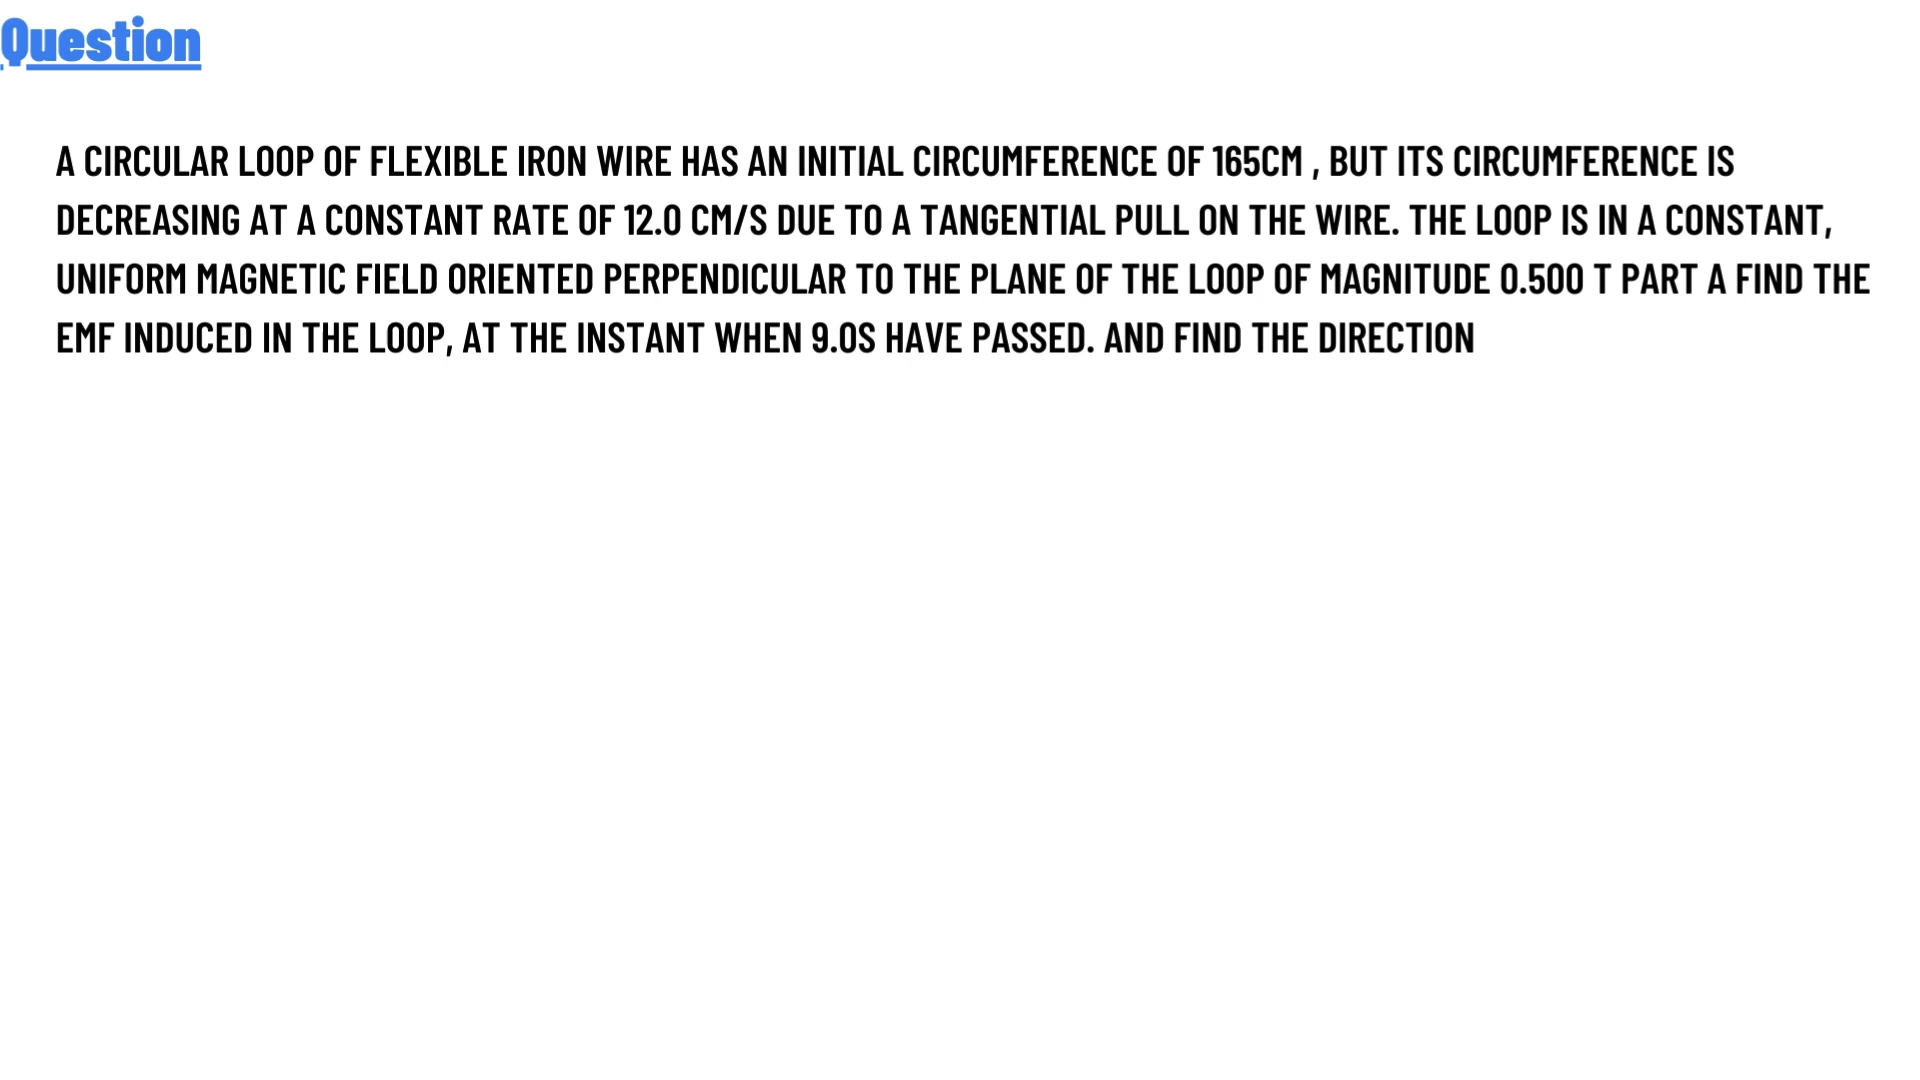 Question
A CIRCULAR LOOP OF FLEXIBLE IRON WIRE HAS AN INITIAL CIRCUMFERENCE OF 165CM , BUT ITS CIRCUMFERENCE IS
DECREASING AT A CONSTANT RATE OF 12.0 CM/S DUE TO A TANGENTIAL PULL ON THE WIRE. THE LOOP IS IN A CONSTANT,
UNIFORM MAGNETIC FIELD ORIENTED PERPENDICULAR TO THE PLANE OF THE LOOP OF MAGNITUDE 0.500 T PART A FIND THE
EMF INDUCED IN THE LOOP, AT THE INSTANT WHEN 9.0S HAVE PASSED. AND FIND THE DIRECTION